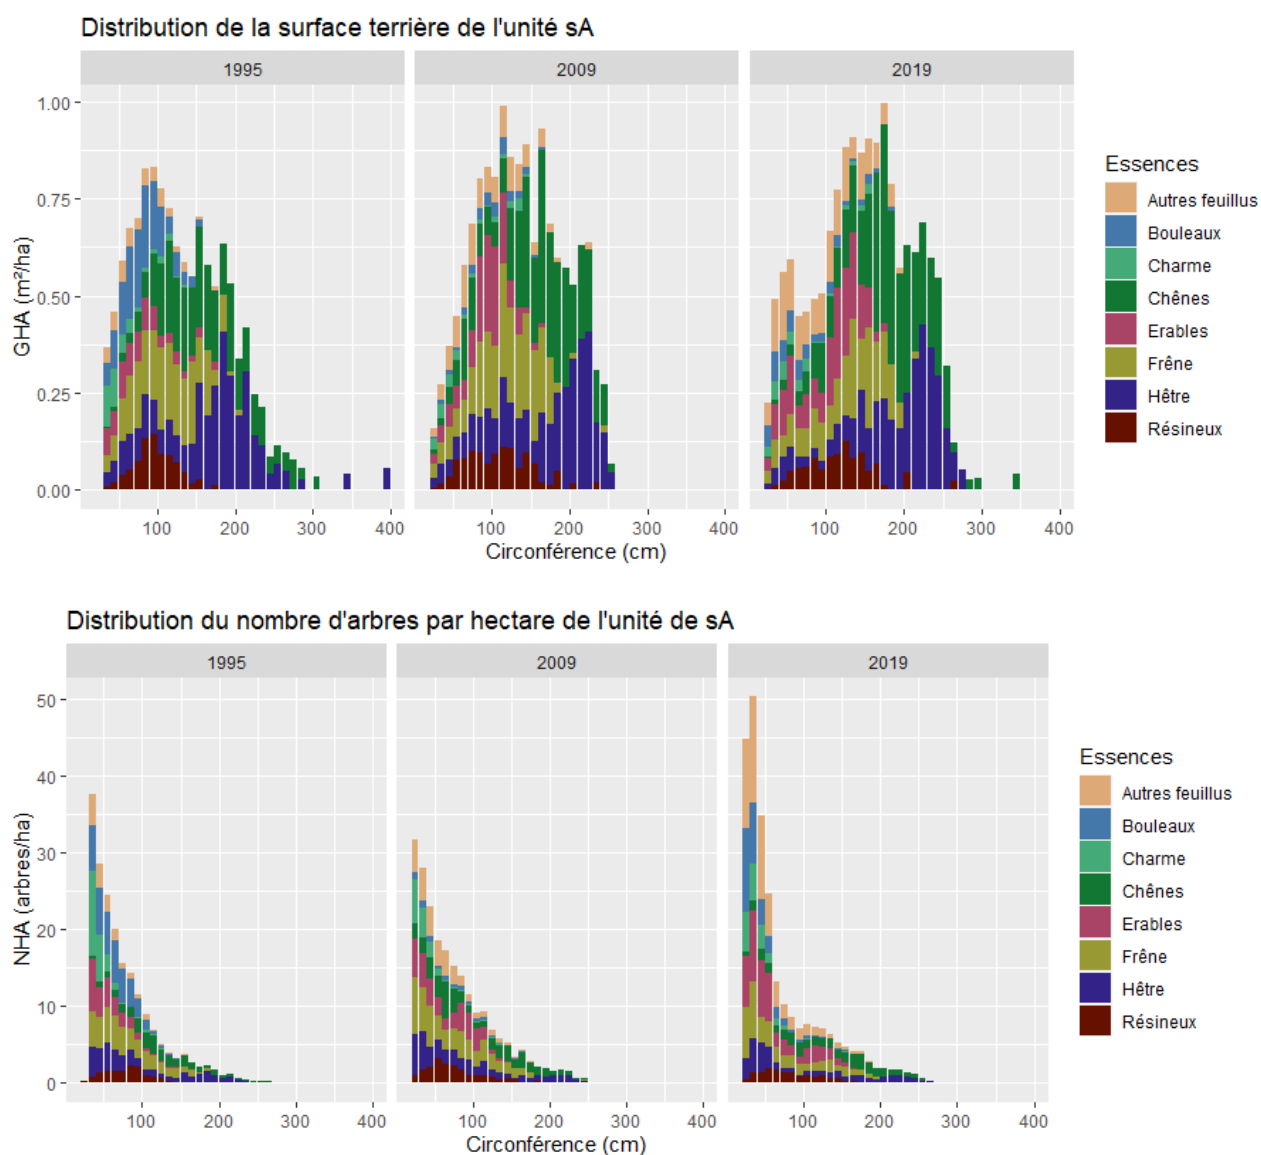 Distribution de la surface terrière de l'unité sA
1995
2009
2019
1.00
0.75
0.50
0.25
0.00
GHA (m²/ha)
100 200 300 400
100 200 300 400
100 200 300 400
Circonférence (cm)
Essences
Autres feuillus
Bouleaux
Charme
Chênes
Erables
Frêne
Hêtre
Résineux
Distribution du nombre d'arbres par hectare de l'unité de sA
1995
2009
2019
50
40
30
20
10
0
NHA (arbres/ha)
100 200 300 400
100 200 300 400
100 200 300 400
Circonférence (cm)
Essences
Autres feuillus
Bouleaux
Charme
Chênes
Erables
Frêne
Hêtre
Résineux